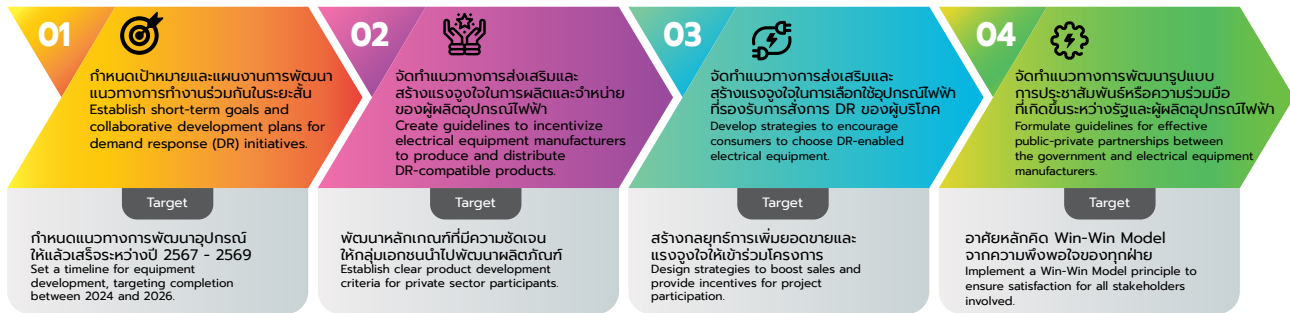 01
กำหนดเป้าหมายและแผนงานการพัฒนา
แนวทางการทำงานร่วมกันในระยะสั้น
Establish short-term goals and
collaborative development plans for
demand response (DR) initiatives.
Target
กำหนดแนวทางการพัฒนาอุปกรณ์
ให้แล้วเสร็จระหว่างปี 2567 - 2569
Set a timeline for equipment
development, targeting completion
between 2024 and 2026.
02
จัดทำแนวทางการส่งเสริมและ
สร้างแรงจูงใจในการผลิตและจำหน่าย
ของผู้ผลิตอุปกรณ์ไฟฟ้า
Create guidelines to incentivize
electrical equipment manufacturers
to produce and distribute
DR-compatible products.
Target
พัฒนาหลักเกณฑ์ที่มีความชัดเจน
ให้กลุ่มเอกชนนำไปพัฒนาผลิตภัณฑ์
Establish clear product development
criteria for private sector participants.
03
จัดทำแนวทางการส่งเสริมและ
สร้างแรงจูงใจในการเลือกใช้อุปกรณ์ไฟฟ้า
ที่รองรับการสั่งการ DR ของผู้บริโภค
Develop strategies to encourage
consumers to choose DR-enabled
electrical equipment.
Target
สร้างกลยุทธ์การเพิ่มยอดขายและ
แรงจูงใจให้เข้าร่วมโครงการ
Design strategies to boost sales and
provide incentives for project
participation.
04
จัดทำแนวทางการพัฒนารูปแบบ
การประชาสัมพันธ์หรือความร่วมมือ
ที่เกิดขึ้นระหว่างรัฐและผู้ผลิตอุปกรณ์ไฟฟ้า
Formulate guidelines for effective
public-private partnerships between
the government and electrical equipment
manufacturers.
Target
อาศัยหลักคิด Win-Win Model
จากความพึงพอใจของทุกฝ่าย
Implement a Win-Win Model principle to
ensure satisfaction for all stakeholders
involved.